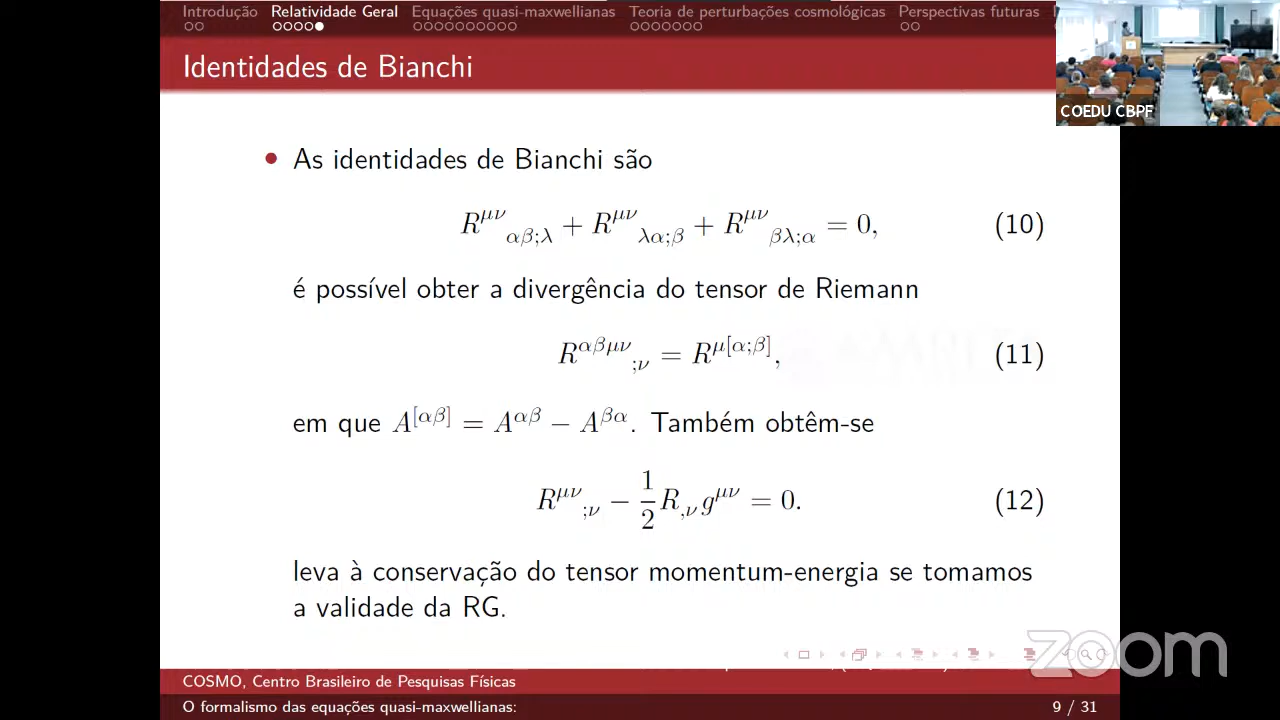 Introdução Relatividade Geral Equações quasi-maxwellianas Teoria de perturbações cosmológicas Perspectivas futuras
Identidades de Bianchi
COEDU CBPF
• As identidades de Bianchi são
R^{μν}_{αβ;λ} + R^{μν}_{λα;β} + R^{μν}_{βλ;α} = 0, (10)
é possível obter a divergência do tensor de Riemann
R^{αβμν}_{;ν} = R^{μ[α;β]}, (11)
em que A^{[αβ]} = A^{αβ} − A^{βα}. Também obtêm-se
R^{μν}_{;ν} − \frac{1}{2} R_{,ν} g^{μν} = 0. (12)
leva à conservação do tensor momentum-energia se tomamos
a validade da RG.
zoom
COSMO, Centro Brasileiro de Pesquisas Físicas
O formalismo das equações quasi-maxwellianas: 9 / 31